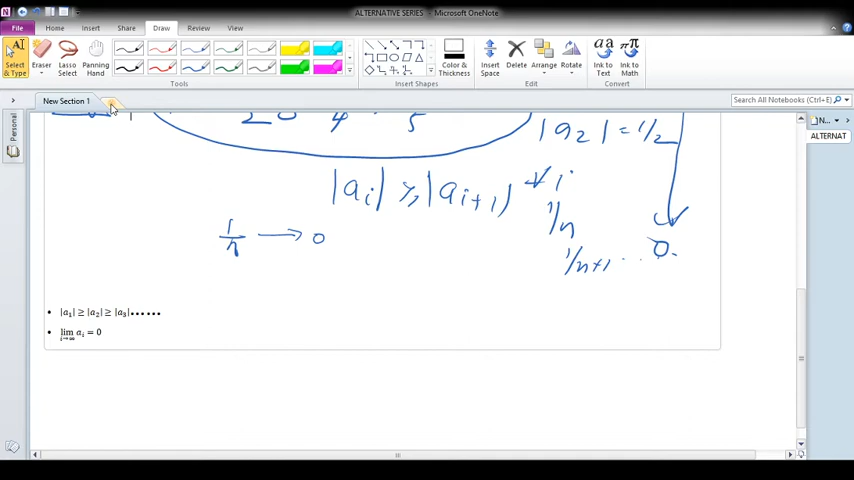 ALTERNATIVE SERIES - Microsoft OneNote
File Home Insert Share Draw Review View
Select & Type Eraser Lasso Select Panning Hand Color & Thickness Insert Space Delete Arrange Rotate Ink to Text Ink to Math
Tools Insert Shapes Edit Convert
New Section 1 Search All Notebooks (Ctrl+E)
Personal N... ALTERNAT
4 5 |a2| = 1/2
|ai| ≥ |ai+1| ∀ i
1/n → 0 1/n
1/n+1 ... 0.
• |a₁| ≥ |a₂| ≥ |a₃|......
• lim i→∞ aᵢ = 0